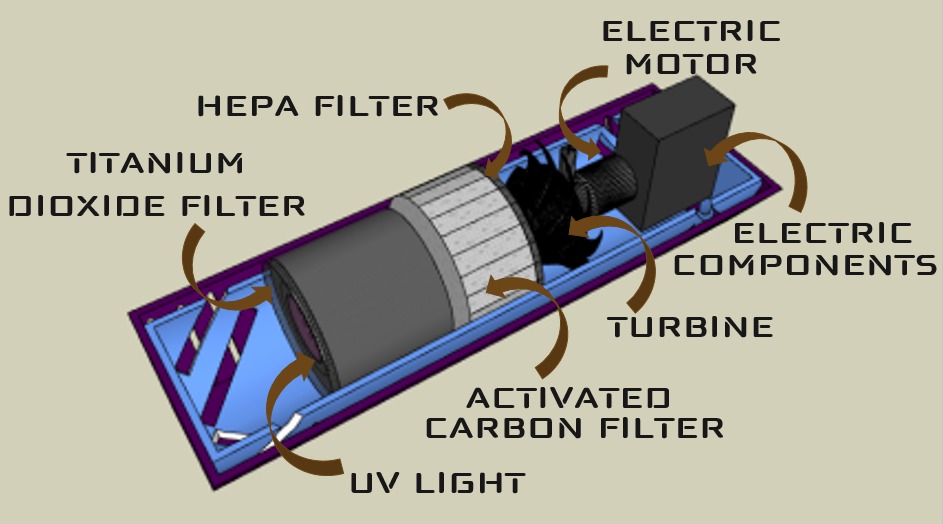 ELECTRIC
MOTOR
HEPA FILTER
TITANIUM
DIOXIDE FILTER
ELECTRIC
COMPONENTS
TURBINE
ACTIVATED
CARBON FILTER
UV LIGHT